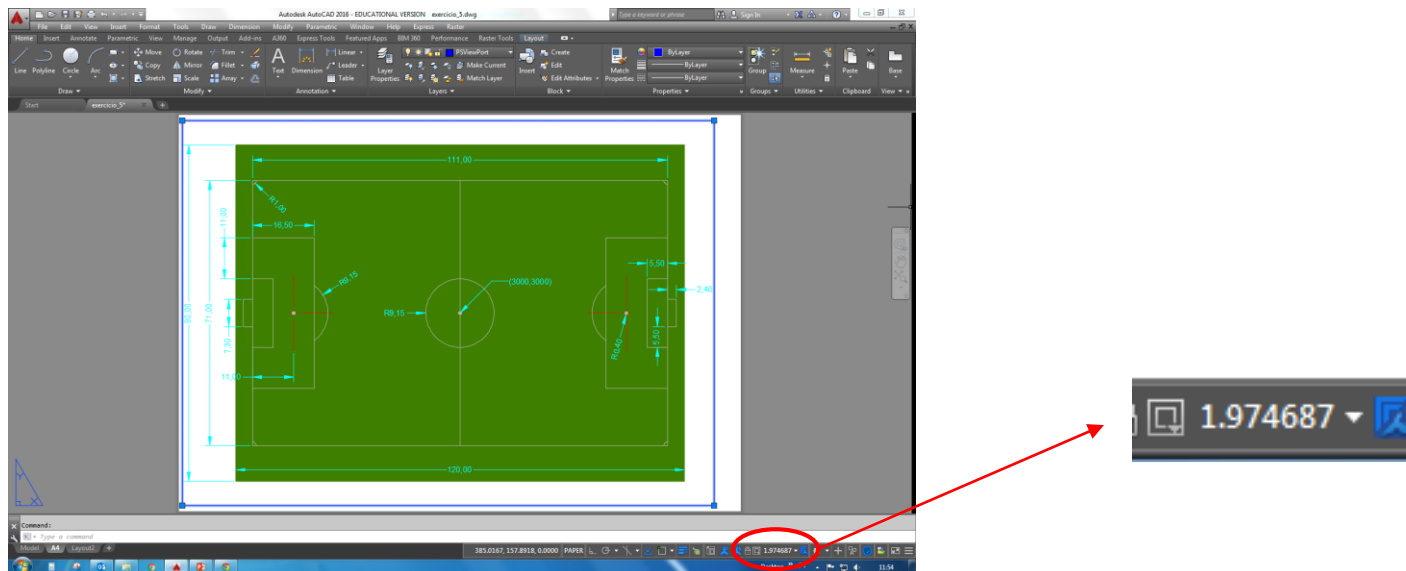 Autodesk AutoCAD 2016 - EDUCATIONAL VERSION exercicio_5.dwg
Type a keyword or phrase
Sign In
File Edit View Insert Format Tools Draw Dimension Modify Parametric Window Help Express Raster
Home Insert Annotate Parametric View Manage Output Add-ins A360 Express Tools Featured Apps BIM 360 Performance Raster Tools Layout
Line Polyline Circle Arc
Move Rotate Trim
Copy Mirror Fillet
Stretch Scale Array
Text Dimension
Linear
Leader
Table
Layer Properties
PSViewPort
Make Current
Match Layer
Insert
Create
Edit
Edit Attributes
Match Properties
ByLayer
ByLayer
ByLayer
Group
Measure
Paste
Base
Draw Modify Annotation Layers Block Properties Groups Utilities Clipboard View
Start exercicio_5*
111,00
R1,00
11,00
16,50
5,50
R9,15
(3000,3000)
2,40
90,00
71,00
R9,15
7,30
R0,40
5,50
11,00
120,00
X
Command:
Type a command
Model A4 Layout2 +
385.0167, 157.8918, 0.0000 PAPER
1.974687
11:54
1.974687